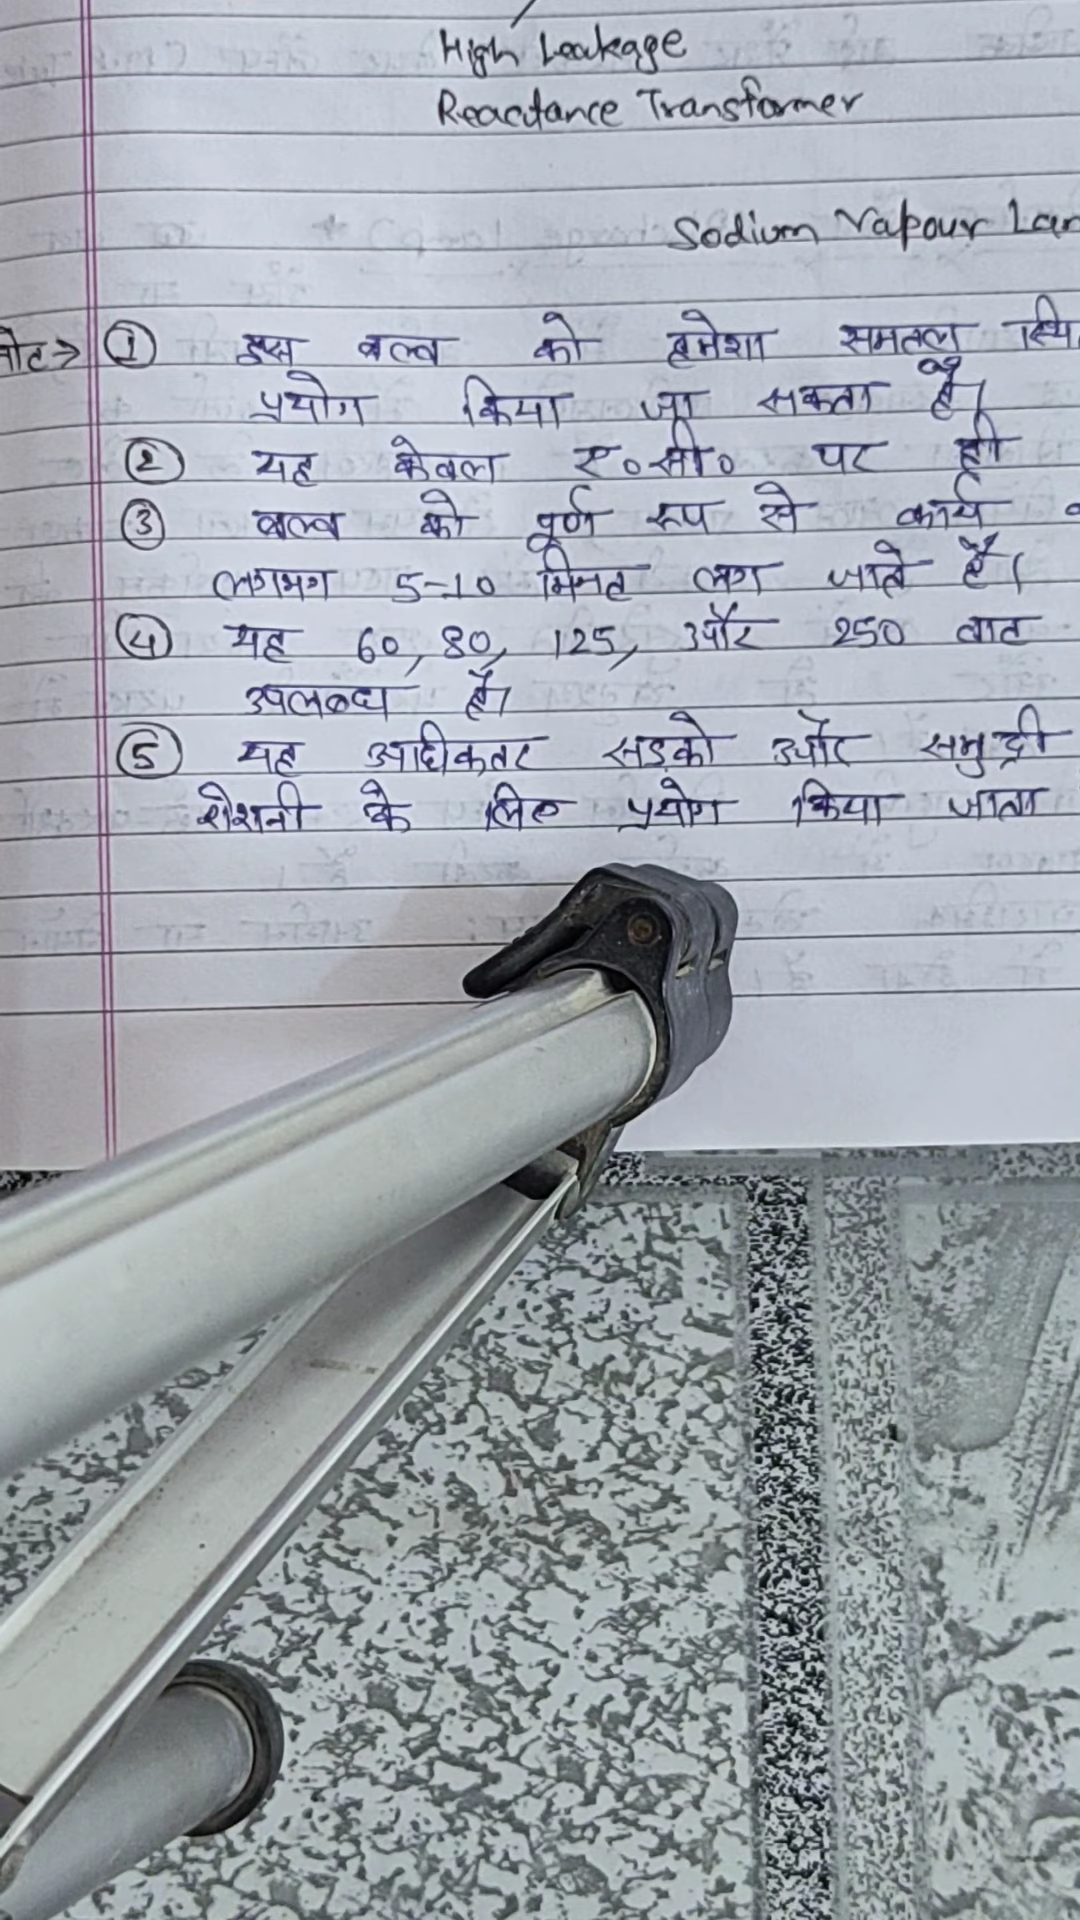 High Leakage
Reactance Transformer
Sodium Vapour
नोट→ ① इस बल्व को हमेशा समतल
प्रयोग किया जा सकता है।
② यह केवल ए०सी० पर ही
③ बल्व को पूर्ण रूप से कार्य
लगभग 5-10 मिनट लग जाते हैं।
④ यह 60, 80, 125, और 250 वाट
उपलब्ध है।
⑤ यह अधीकतर सड़को और समुद्री
रोशनी के लिए प्रयोग किया जाता